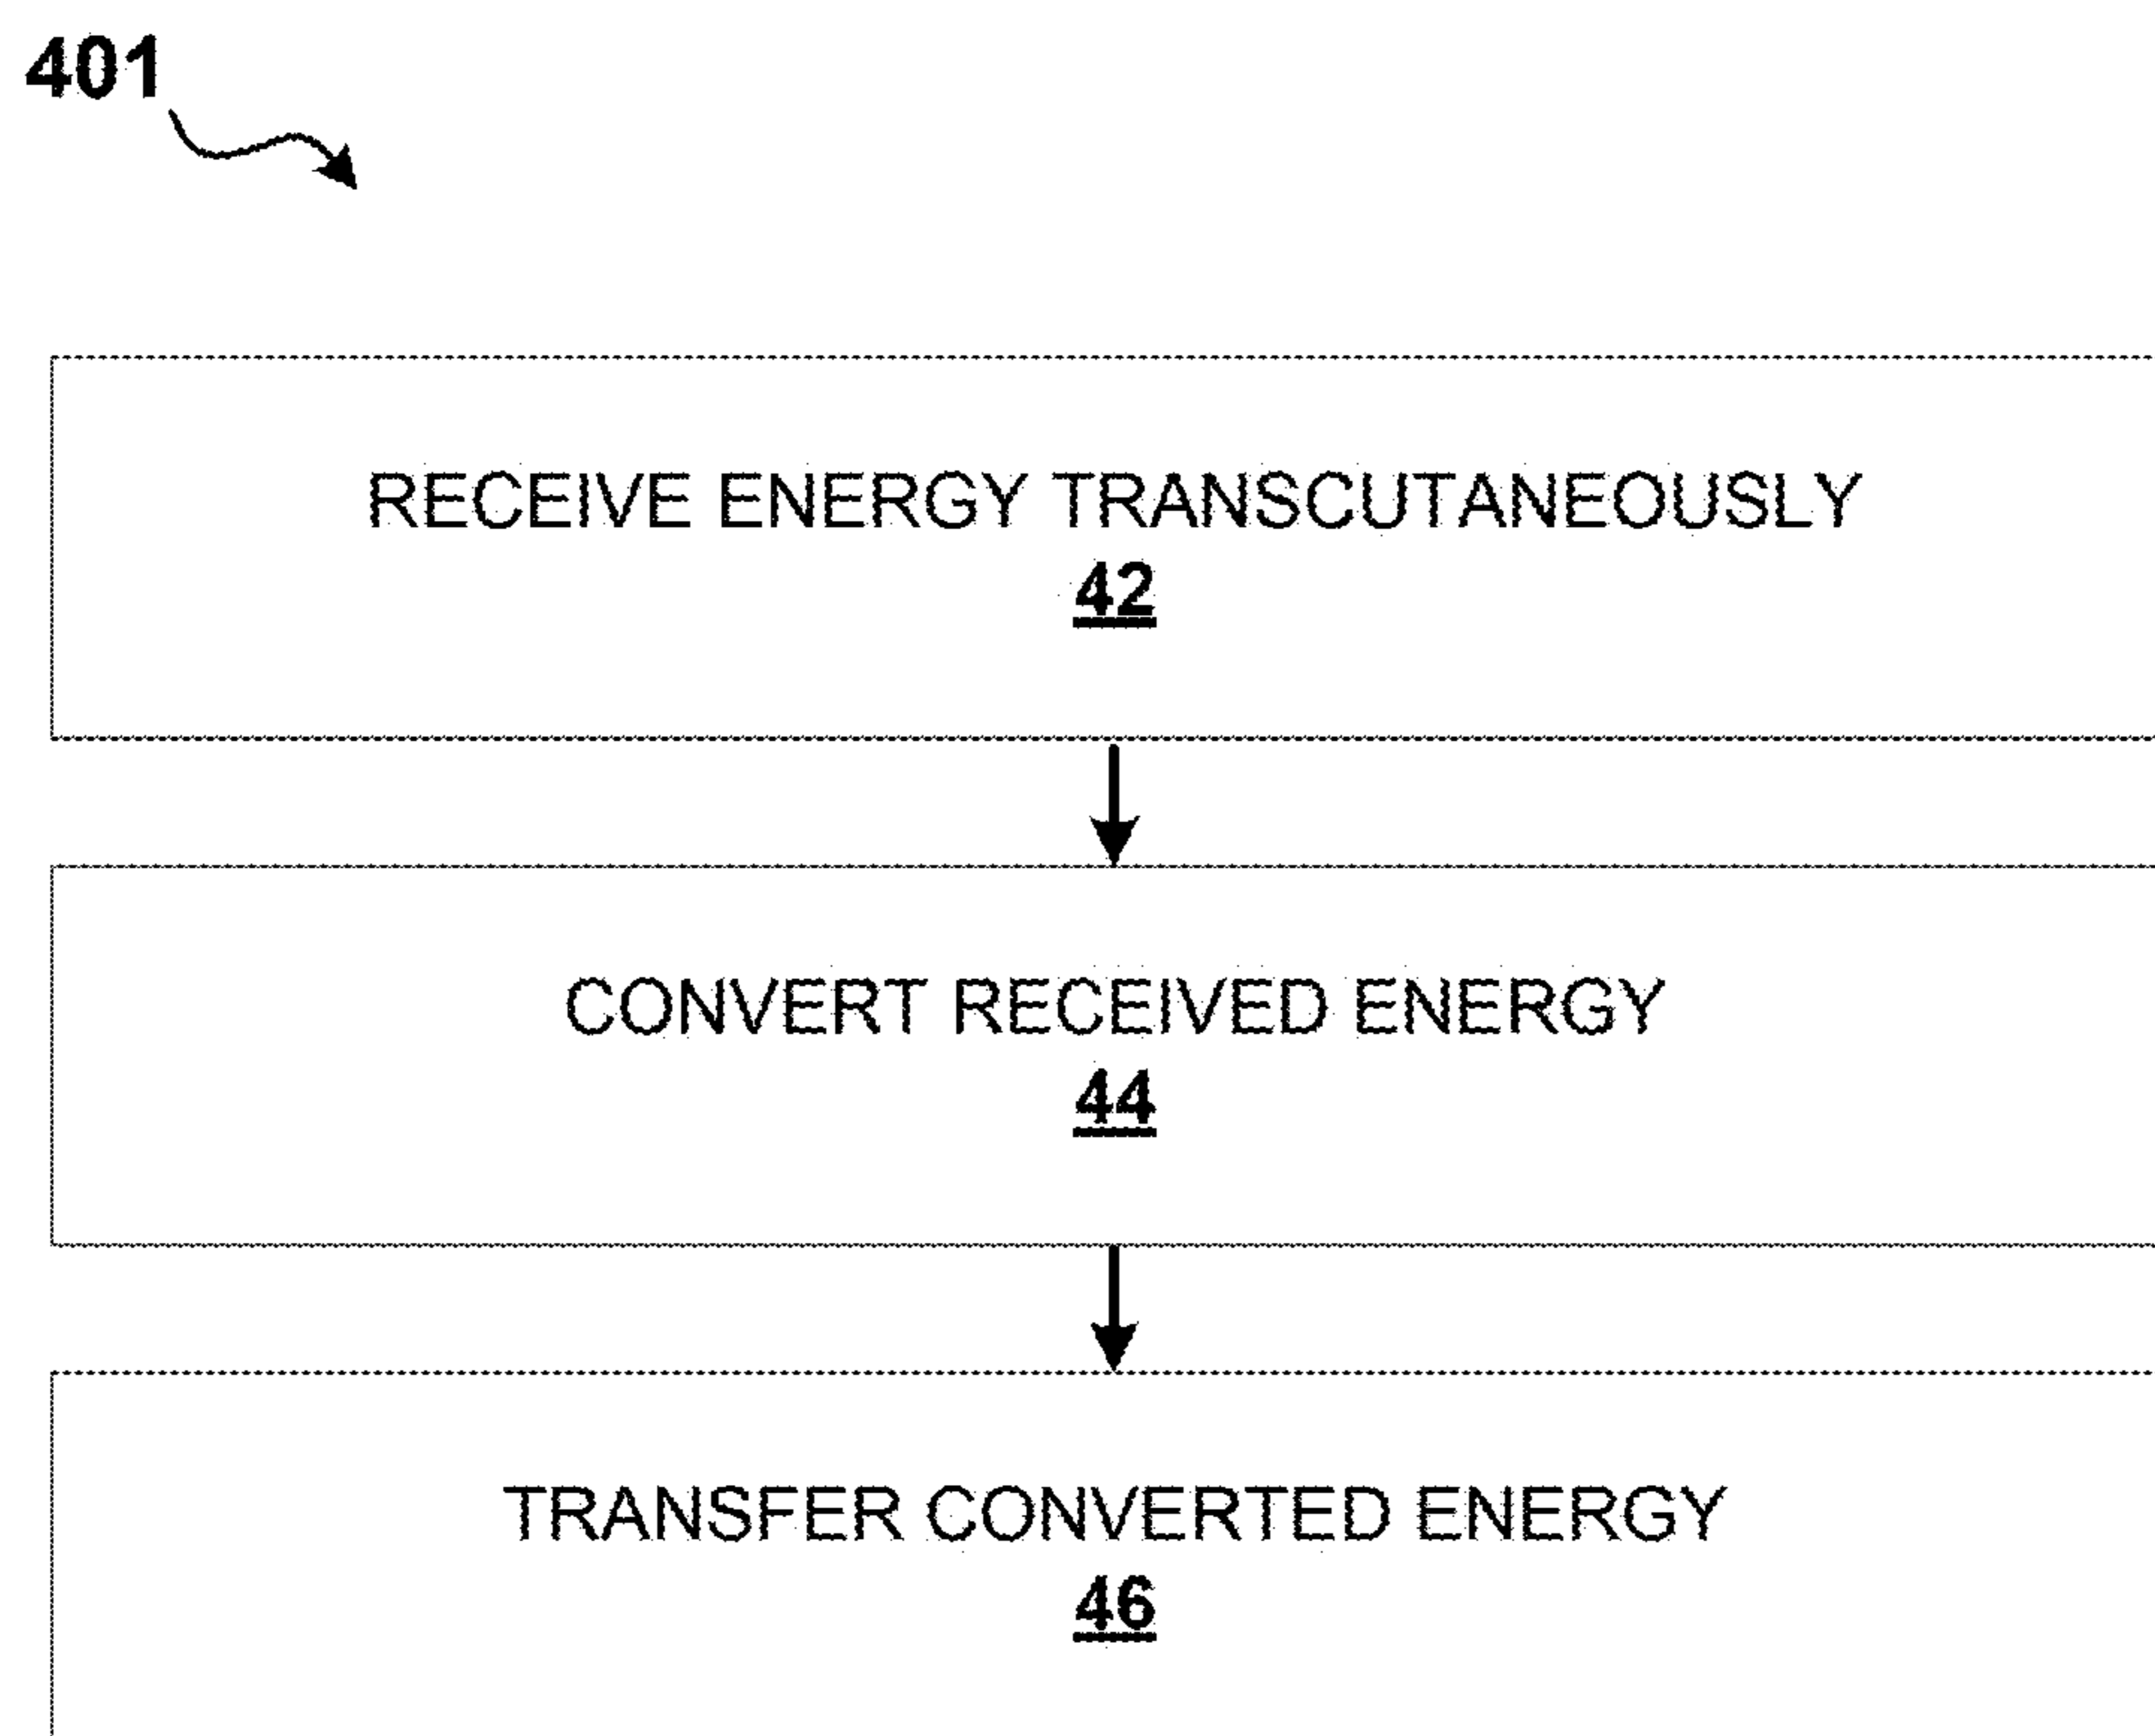 401
RECEIVE ENERGY TRANSCUTANEOUSLY
42
CONVERT RECEIVED ENERGY
44
TRANSFER CONVERTED ENERGY
46